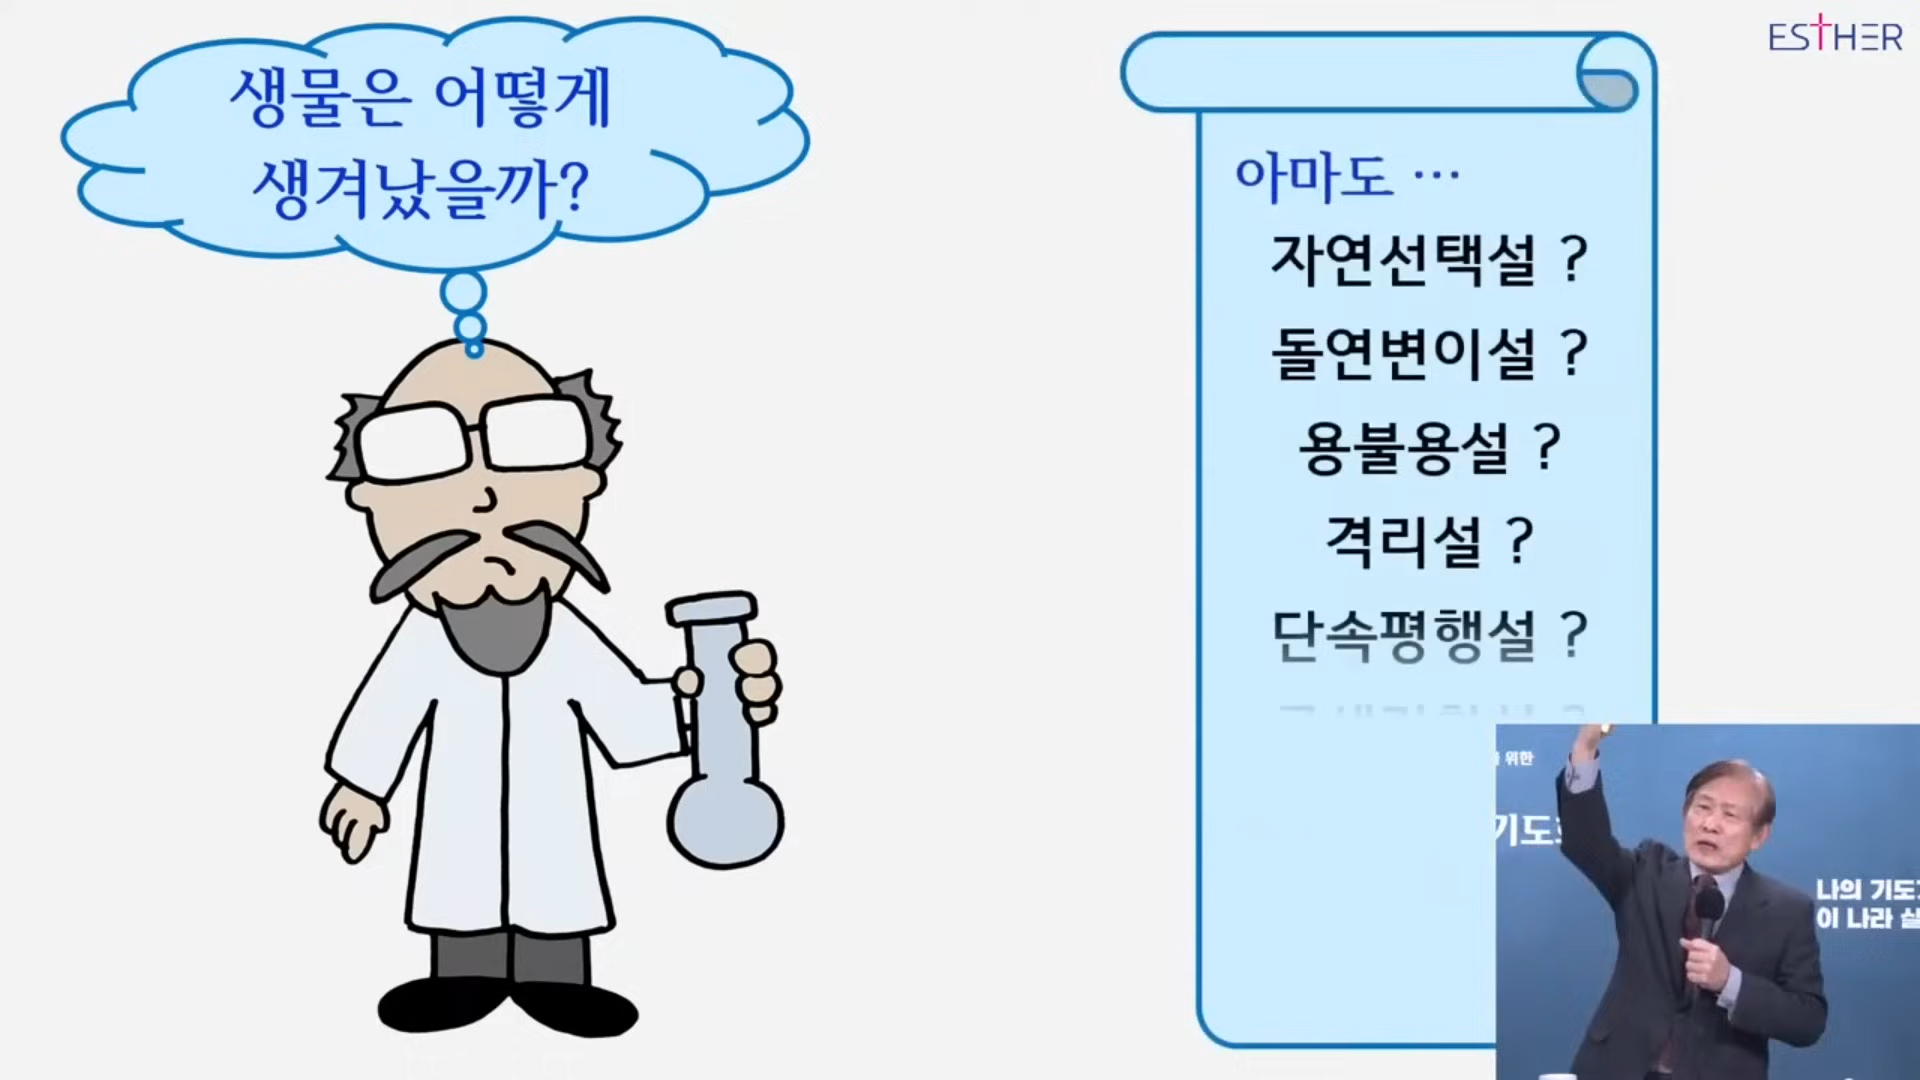 생물은 어떻게
생겨났을까?
ESTHER
아마도 …
자연선택설 ?
돌연변이설 ?
용불용설 ?
격리설 ?
단속평행설 ?
위한
기도
나의 기도
이 나라